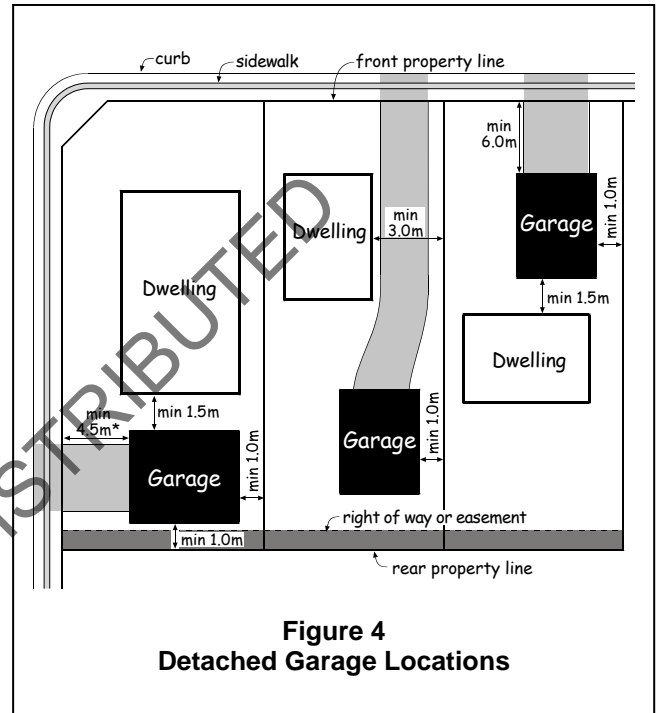 curb
sidewalk
front property line
min
6.0m
Garage
min 1.0m
Dwelling
min
3.0m
min 1.5m
Dwelling
Dwelling
min 1.5m
min
4.5m*
Garage
min 1.0m
Garage
min 1.0m
min 1.0m
right of way or easement
rear property line
ISTRIBUTED
Figure 4
Detached Garage Locations